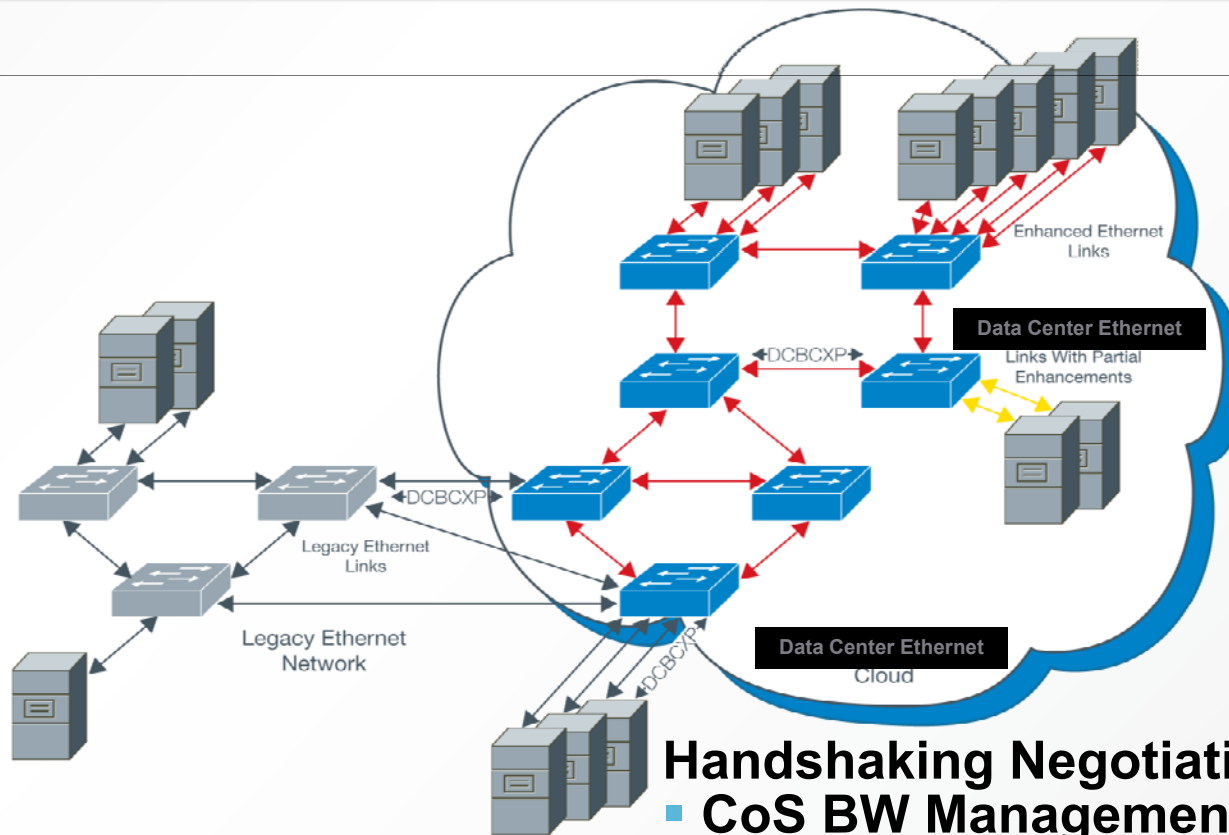 Enhanced Ethernet
Links
Data Center Ethernet
Links With Partial
Enhancements
DCBCXP
DCBCXP
Legacy Ethernet
Links
Legacy Ethernet
Network
DCBCXP
Data Center Ethernet
Cloud
Handshaking Negotiati
CoS BW Managemen